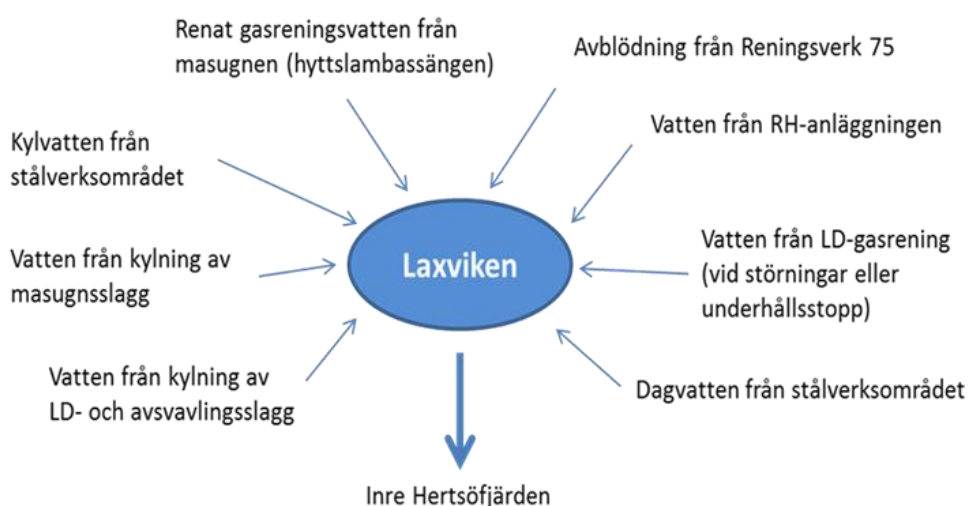 Renat gasreningsvatten från
masugnen (hyttslambassängen)
Avblödning från Reningsverk 75
Kylvatten från
stålverksområdet
Vatten från RH-anläggningen
Vatten från kylning av
masugnsslagg
Laxviken
Vatten från LD-gasrening
(vid störningar eller
underhållsstopp)
Vatten från kylning av
LD- och avsvavlingsslagg
Dagvatten från stålverksområdet
Inre Hertsöfjärden